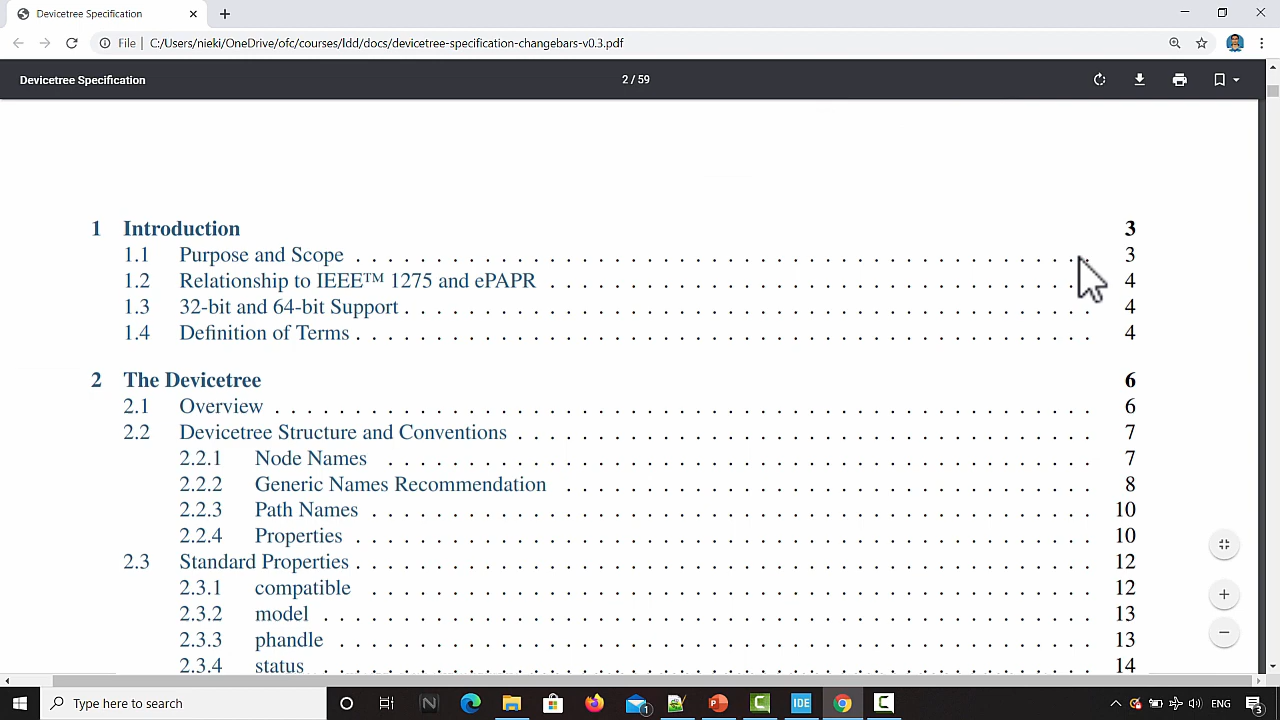 Devicetree Specification
File
C:/Users/nieki/OneDrive/ofc/courses/ldd/docs/devicetree-specification-changebars-v0.3.pdf
Devicetree Specification
2 / 59
1 Introduction 3
1.1 Purpose and Scope . . . . . . . . . . . . . . . . . . . . . . . . . . . . . . . . . . . . . . . . . . . . . . 3
1.2 Relationship to IEEE™ 1275 and ePAPR . . . . . . . . . . . . . . . . . . . . . . . . . . . . . . . . . . 4
1.3 32-bit and 64-bit Support . . . . . . . . . . . . . . . . . . . . . . . . . . . . . . . . . . . . . . . . . . . 4
1.4 Definition of Terms . . . . . . . . . . . . . . . . . . . . . . . . . . . . . . . . . . . . . . . . . . . . . . 4
2 The Devicetree 6
2.1 Overview . . . . . . . . . . . . . . . . . . . . . . . . . . . . . . . . . . . . . . . . . . . . . . . . . . . 6
2.2 Devicetree Structure and Conventions . . . . . . . . . . . . . . . . . . . . . . . . . . . . . . . . . . . . 7
2.2.1 Node Names . . . . . . . . . . . . . . . . . . . . . . . . . . . . . . . . . . . . . . . . . . . . 7
2.2.2 Generic Names Recommendation . . . . . . . . . . . . . . . . . . . . . . . . . . . . . . . . . 8
2.2.3 Path Names . . . . . . . . . . . . . . . . . . . . . . . . . . . . . . . . . . . . . . . . . . . . . 10
2.2.4 Properties . . . . . . . . . . . . . . . . . . . . . . . . . . . . . . . . . . . . . . . . . . . . . . 10
2.3 Standard Properties . . . . . . . . . . . . . . . . . . . . . . . . . . . . . . . . . . . . . . . . . . . . . . 12
2.3.1 compatible . . . . . . . . . . . . . . . . . . . . . . . . . . . . . . . . . . . . . . . . . . . . . 12
2.3.2 model . . . . . . . . . . . . . . . . . . . . . . . . . . . . . . . . . . . . . . . . . . . . . . . . 13
2.3.3 phandle . . . . . . . . . . . . . . . . . . . . . . . . . . . . . . . . . . . . . . . . . . . . . . . 13
2.3.4 status . . . . . . . . . . . . . . . . . . . . . . . . . . . . . . . . . . . . . . . . . . . . . . . . 14
Type here to search
N
1
P
C
IDE
C
ENG
3